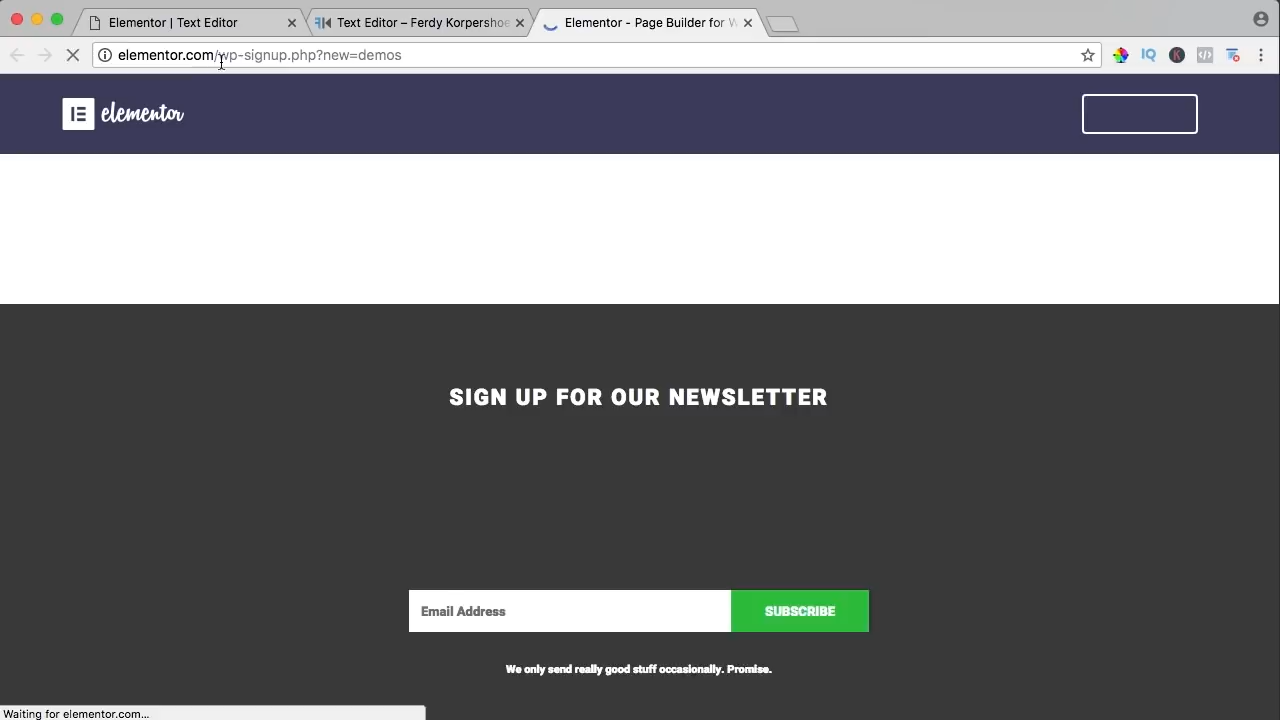 Elementor | Text Editor
Text Editor – Ferdy Korpershoe
Elementor - Page Builder for W
elementor.com/wp-signup.php?new=demos
IQ
K
elementor
SIGN UP FOR OUR NEWSLETTER
Email Address
SUBSCRIBE
We only send really good stuff occasionally. Promise.
Waiting for elementor.com...